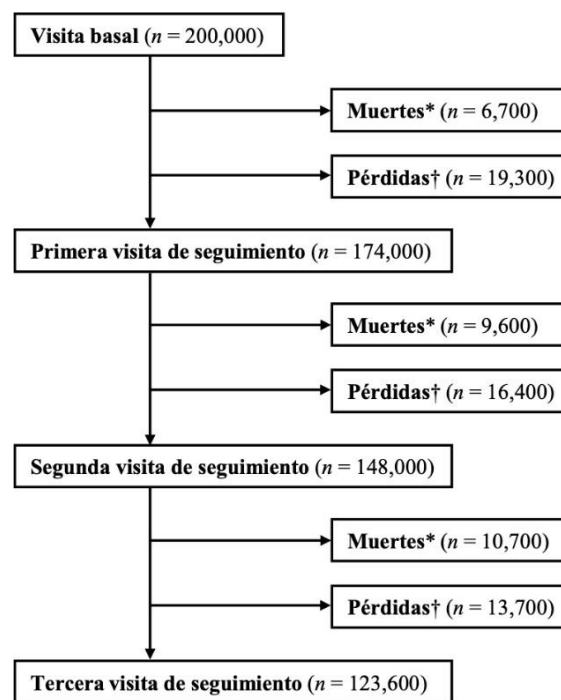 Visita basal (n = 200,000)
Muertes* (n = 6,700)
Pérdidas† (n = 19,300)
Primera visita de seguimiento (n = 174,000)
Muertes* (n = 9,600)
Pérdidas† (n = 16,400)
Segunda visita de seguimiento (n = 148,000)
Muertes* (n = 10,700)
Pérdidas† (n = 13,700)
Tercera visita de seguimiento (n = 123,600)